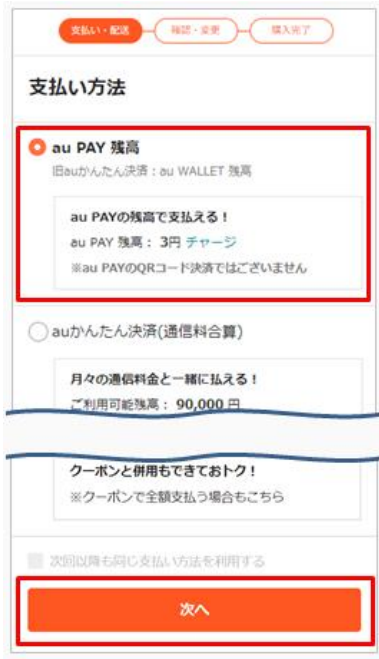 支払い・配送
確認・変更
購入完了
支払い方法
au PAY 残高
旧auかんたん決済：au WALLET 残高
au PAYの残高で支払える！
au PAY 残高： 3円 チャージ
※au PAYのQRコード決済ではございません
auかんたん決済(通信料合算)
月々の通信料金と一緒に払える！
ご利用可能残高： 90,000 円
クーポンと併用もできておトク！
※クーポンで全額支払う場合もこちら
次回以降も同じ支払い方法を利用する
次へ